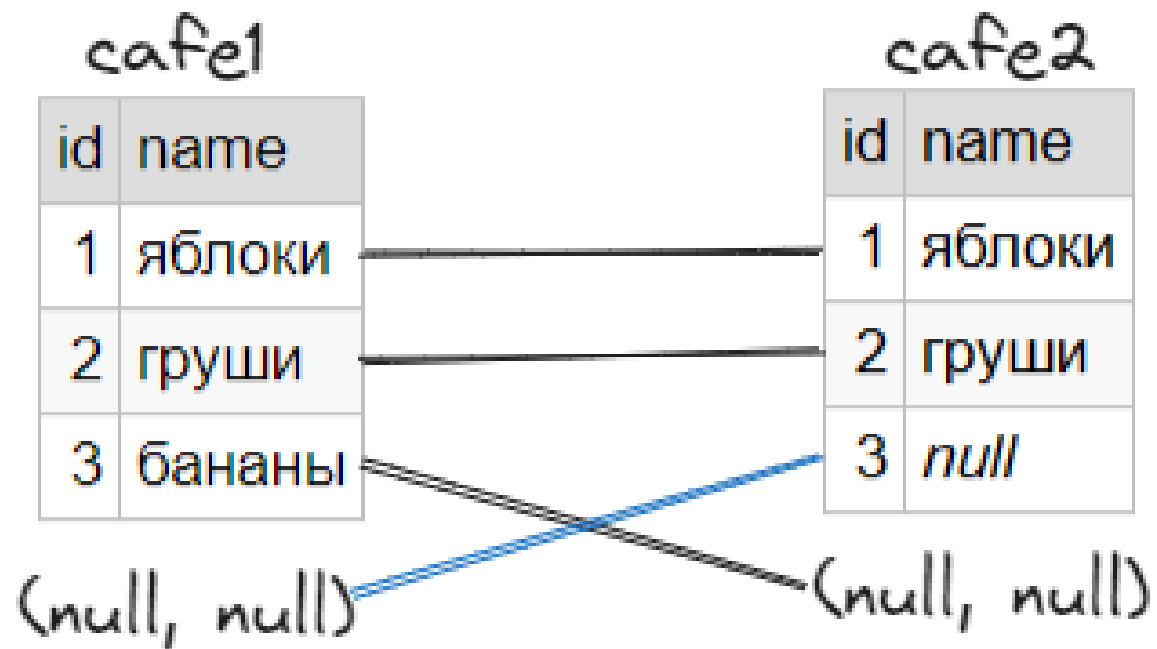 cafe1
id name
1 яблоки
2 груши
3 бананы
(null, null)
cafe2
id name
1 яблоки
2 груши
3 null
(null, null)